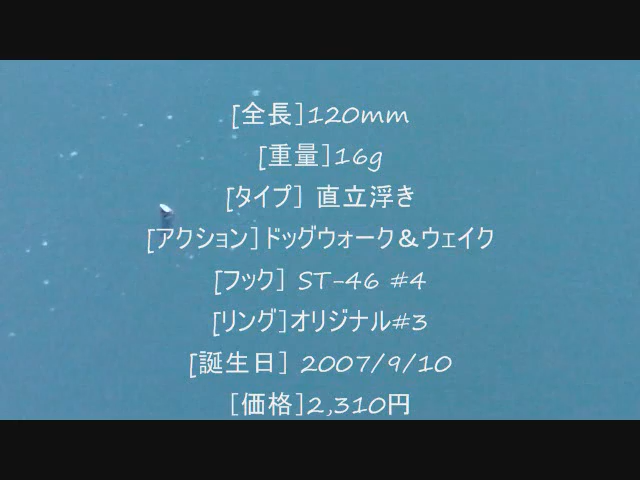 [全長]120mm
[重量]16g
[タイプ] 直立浮き
[アクション]ドッグウォーク＆ウェイク
[フック] ST-46 #4
[リング]オリジナル#3
[誕生日] 2007/9/10
[価格]2,310円